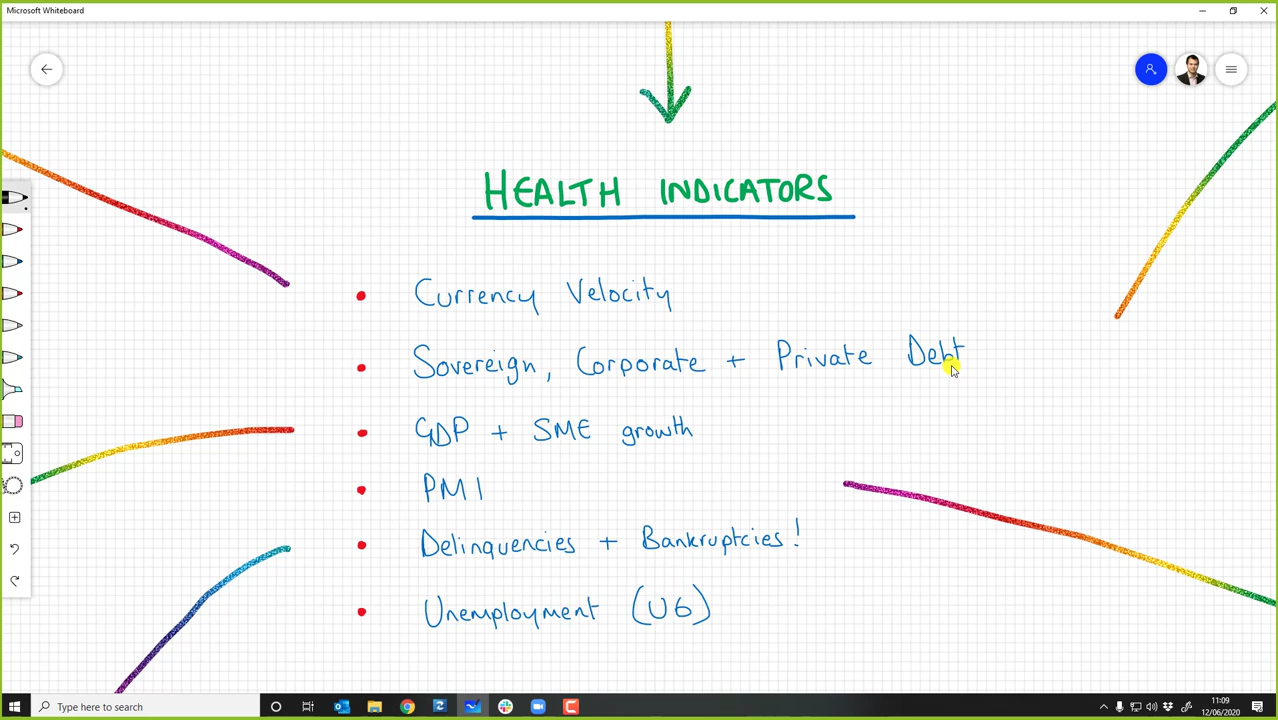 Microsoft Whiteboard
HEALTH INDICATORS
• Currency Velocity
• Sovereign, Corporate + Private Debt
• GDP + SME growth
• PMI
• Delinquencies + Bankruptcies!
• Unemployment (U6)
Type here to search
11:09
12/06/2020